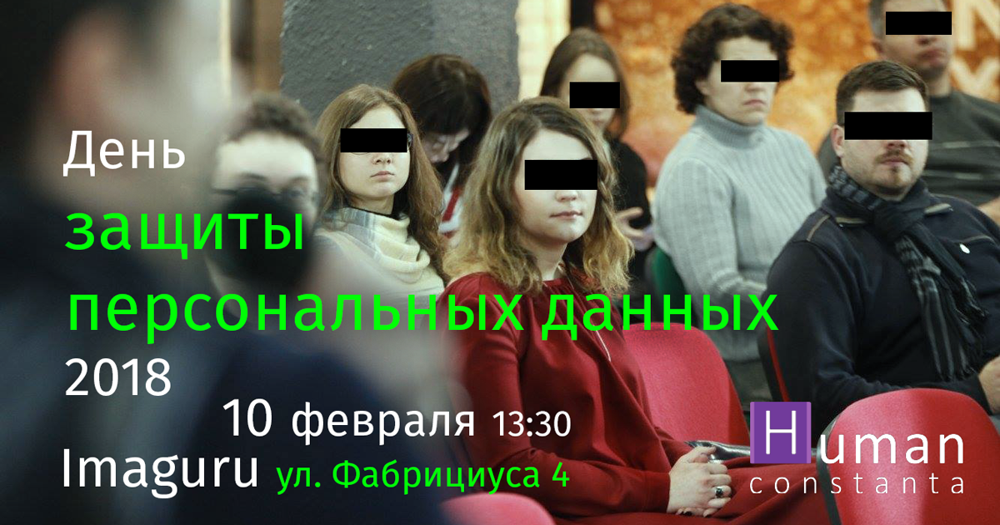 День
защиты
персональных данных
2018
10 февраля 13:30
Imaguru ул. Фабрициуса 4
Human
constanta